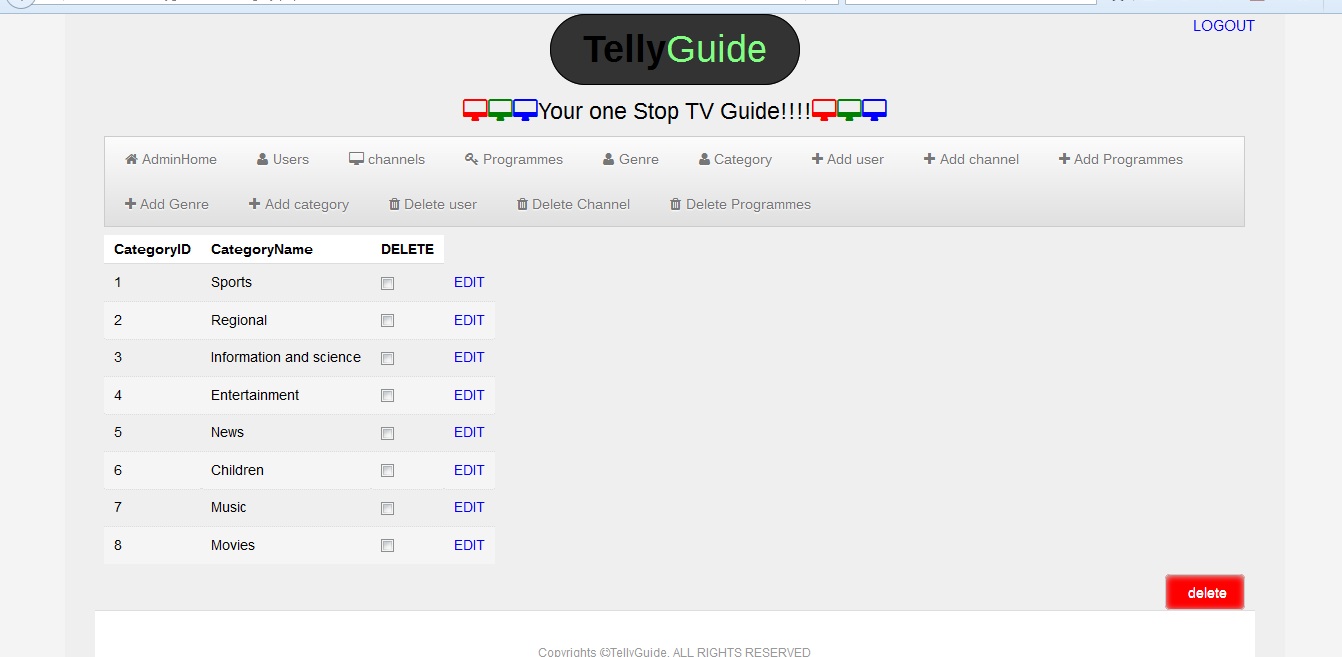 LOGOUT
TellyGuide
Your one Stop TV Guide!!!!
AdminHome Users channels Programmes Genre Category Add user Add channel Add Programmes
Add Genre Add category Delete user Delete Channel Delete Programmes
CategoryID CategoryName DELETE
1 Sports EDIT
2 Regional EDIT
3 Information and science EDIT
4 Entertainment EDIT
5 News EDIT
6 Children EDIT
7 Music EDIT
8 Movies EDIT
delete
Copyrights ©TellyGuide. ALL RIGHTS RESERVED